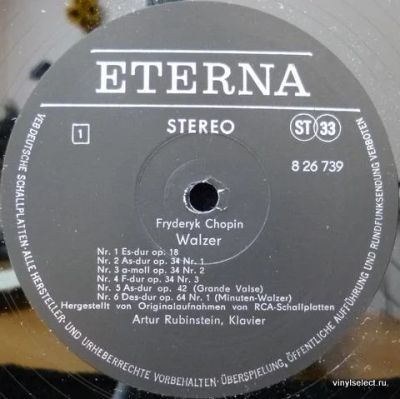 ETERNA
1
STEREO
ST 33
8 26 739
Fryderyk Chopin
Walzer
Nr. 1 Es-dur op. 18
Nr. 2 As-dur op. 34 Nr. 1
Nr. 3 a-moll op. 34 Nr. 2
Nr. 4 F-dur op. 34 Nr. 3
Nr. 5 As-dur op. 42 (Grande Valse)
Nr. 6 Des-dur op. 64 Nr. 1 (Minuten-Walzer)
Hergestellt von Originalaufnahmen von RCA-Schallplatten
Artur Rubinstein, Klavier
VEB DEUTSCHE SCHALLPLATTEN · ALLE HERSTELLER- UND URHEBERRECHTE VORBEHALTEN · ÜBERSPIELUNG, ÖFFENTLICHE AUFFÜHRUNG UND RUNDFUNKSENDUNG VERBOTEN
vinylselect.ru